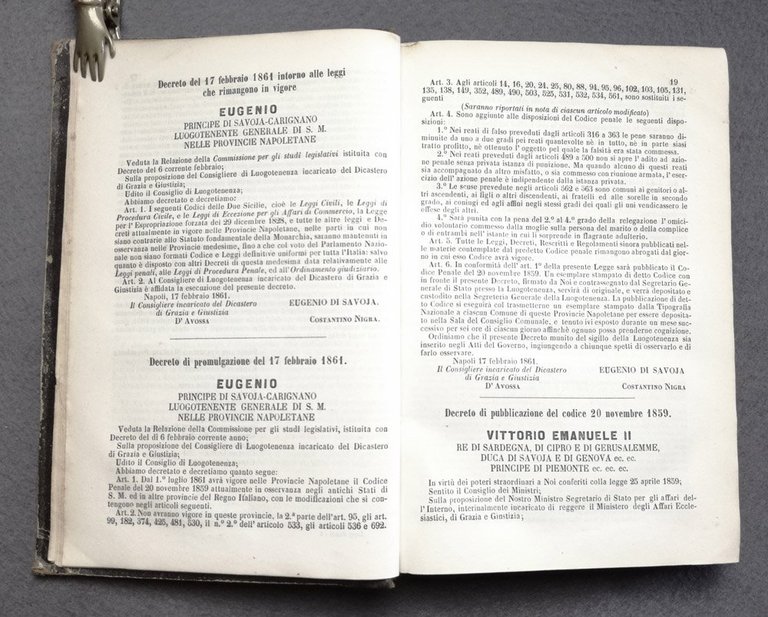 Decreto del 17 febbraio 1861 intorno alle leggi
che rimangono in vigore
EUGENIO
PRINCIPE DI SAVOJA-CARIGNANO
LUOGOTENENTE GENERALE DI S. M.
NELLE PROVINCIE NAPOLETANE
Veduta la Relazione della Commissione per gli studi legislativi istituita con
Decreto del 6 corrente febbraio;
Sulla proposizione del Consigliere di Luogotenenza incaricato del Dicastero
di Grazia e Giustizia;
Udito il Consiglio di Luogotenenza;
Abbiamo decretato e decretiamo:
Art. 1. I seguenti Codici delle Due Sicilie, cioè le Leggi Civili, le Leggi di
Procedura Civile, e le Leggi di Eccezione per gli Affari di Commercio, la Legge
per l'Espropriazione forzata del 29 dicembre 1828, e tutte le altre leggi e De-
creti relativi attualmente in vigore nelle Provincie Napoletane, nelle parti in cui non
siano contrarie allo Statuto fondamentale della Monarchia, saranno mantenuti in
osservanza nelle Provincie medesime, fino a che col voto del Parlamento Nazio-
nale non siano formati Codice e Leggi definitive uniformi per tutta l'Italia: salvo
quanto è disposto con altri Decreti di questa medesima data relativamente alle
Leggi penali, alle Leggi di Procedura Penale, ed all'Ordinamento giudiziario.
Art. 2. Al Consigliere incaricato del Dicastero di Grazia e
Giustizia è affidata la esecuzione del presente decreto.
Napoli, 17 febbraio 1861.
Il Consigliere incaricato del Dicastero EUGENIO DI SAVOJA.
di Grazia e Giustizia
D' Avossa Costantino Nigra.
Decreto di promulgazione del 17 febbraio 1861.
EUGENIO
PRINCIPE DI SAVOJA-CARIGNANO
LUOGOTENENTE GENERALE DI S. M.
NELLE PROVINCIE NAPOLETANE
Veduta la Relazione della Commissione per gli studi legislativi, istituita con
Decreto del dì 6 febbraio corrente anno;
Sulla proposizione del Consigliere di Luogotenenza incaricato del Dicastero
di Grazia e Giustizia;
Udito il Consiglio di Luogotenenza;
Abbiamo decretato e decretiamo quanto segue:
Art. 1. Dal 1.º luglio 1861 avrà vigore nelle Provincie Napoletane il Codice
Penale del 20 novembre 1859 attualmente in osservanza negli antichi Stati di
S. M. ed in altre provincie del Regno Italiano, con le modificazioni che si con-
tengono negli articoli seguenti.
Art. 2. Non avranno vigore in queste provincie, la 2.ª parte dell'art. 95, gli art.
99, 182, 374, 425, 481, 530, il n.º 2.º dell'articolo 533, gli articoli 536 e 692.
19
Art. 3. Agli articoli 14, 16, 20, 24, 25, 80, 88, 94, 95, 96, 102, 103, 105, 131,
135, 138, 149, 352, 489, 490, 503, 525, 531, 532, 534, 561, sono sostituiti i se-
guenti
(Saranno riportati in nota di ciascun articolo modificato)
Art. 4. Sono aggiunte alle disposizioni del Codice penale le seguenti dispo-
sizioni:
1.º Nei reati di falso preveduti dagli articoli 316 a 363 le pene saranno di-
minuite da uno a due gradi pei reati quantevolte nè in tutto, nè in parte siasi
tratto profitto, nè ottenuto l'oggetto pel quale la falsità era stata commessa.
2.º Nei reati preveduti dagli articoli 489 a 500 non si apre l'adito ad azio-
ne penale senza privata istanza di punizione. Ma quando alcuno di questi reati
sia accompagnato da altro misfatto, o sia commesso con riunione armata, l'eser-
cizio dell'azione penale è indipendente dalla istanza privata.
3.º Le scuse prevedute negli articoli 562 e 563 sono comuni ai genitori o al-
tri ascendenti, ai figli o altri discendenti, ai fratelli ed alle sorelle in secondo
grado, ai coniugi ed agli affini negli stessi gradi dei quali gli uni vendicassero le
offese degli altri.
4.º Sarà punita con pena del 2.º al 4.º grado della relegazione l'omici-
dio volontario commesso dalla moglie sulla persona del marito o della complice
o di entrambi nell'istante in cui li sorprende in flagrante adulterio.
Art. 5. Tutte le Leggi, Decreti, Rescritti e Regolamenti sinora pubblicati nel-
le materie contemplate dal predetto Codice penale rimangono abrogati dal gior-
no in cui esso Codice avrà vigore.
Art. 6. In conformità dell'art. 1º della presente Legge sarà pubblicato il Co-
dice Penale del 20 novembre 1859. Un esemplare stampato di detto Codice con
in fronte il presente Decreto, firmato da Noi e contrassegnato dal Segretario Gene-
rale di Stato presso la Luogotenenza, servirà di originale, e verrà depositato e
custodito nella Segreteria Generale della Luogotenenza. La pubblicazione di det-
to Codice si eseguirà col trasmetterne un esemplare stampato dalla Tipografia
Nazionale a ciascun Comune di queste Provincie Napoletane per essere depositato
in Sala del Consiglio Comunale, e tenuto ivi esposto durante un mese succes-
sivo per sei ore di ciascun giorno affinchè ognuno possa prenderne cognizione.
Ordiniamo che il presente Decreto munito del sigillo della Luogotenenza sia
inserito negli Atti del Governo, ingiungendo a chiunque spetti di osservarlo e di
farlo osservare.
Napoli 17 febbraio 1861.
Il Consigliere incaricato del Dicastero EUGENIO DI SAVOJA
di Grazia e Giustizia
D'Avossa Costantino Nigra
Decreto di pubblicazione del codice 20 novembre 1859.
VITTORIO EMANUELE II
RE DI SARDEGNA, DI CIPRO E DI GERUSALEMME,
DUCA DI SAVOJA E DI GENOVA ec. ec.
PRINCIPE DI PIEMONTE ec. ec. ec.
In virtù dei poteri straordinari a Noi conferiti colla legge 25 aprile 1859;
Sentito il Consiglio dei Ministri;
Sulla proposizione del Nostro Ministro Segretario di Stato per gli affari del-
l'Interno, interinalmente incaricato di reggere il Ministero degli Affari Eccle-
siastici, di Grazia e Giustizia;